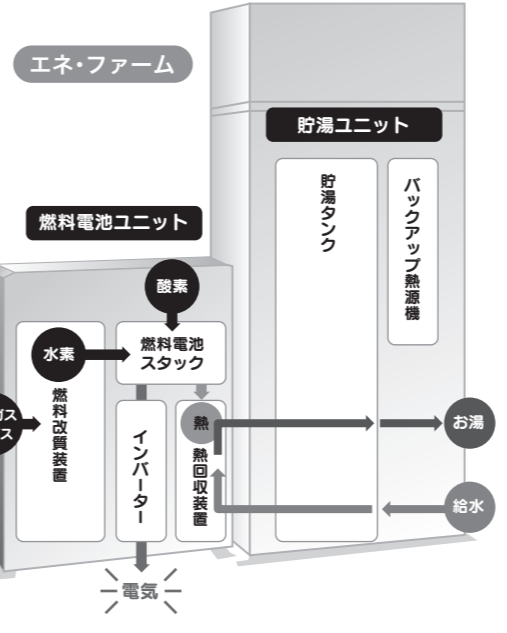 エネ・ファーム
貯湯ユニット
貯湯タンク
バックアップ熱源機
燃料電池ユニット
酸素
水素
燃料電池
スタック
燃料改質装置
ガス
ス
インバーター
熱
熱回収装置
お湯
給水
電気